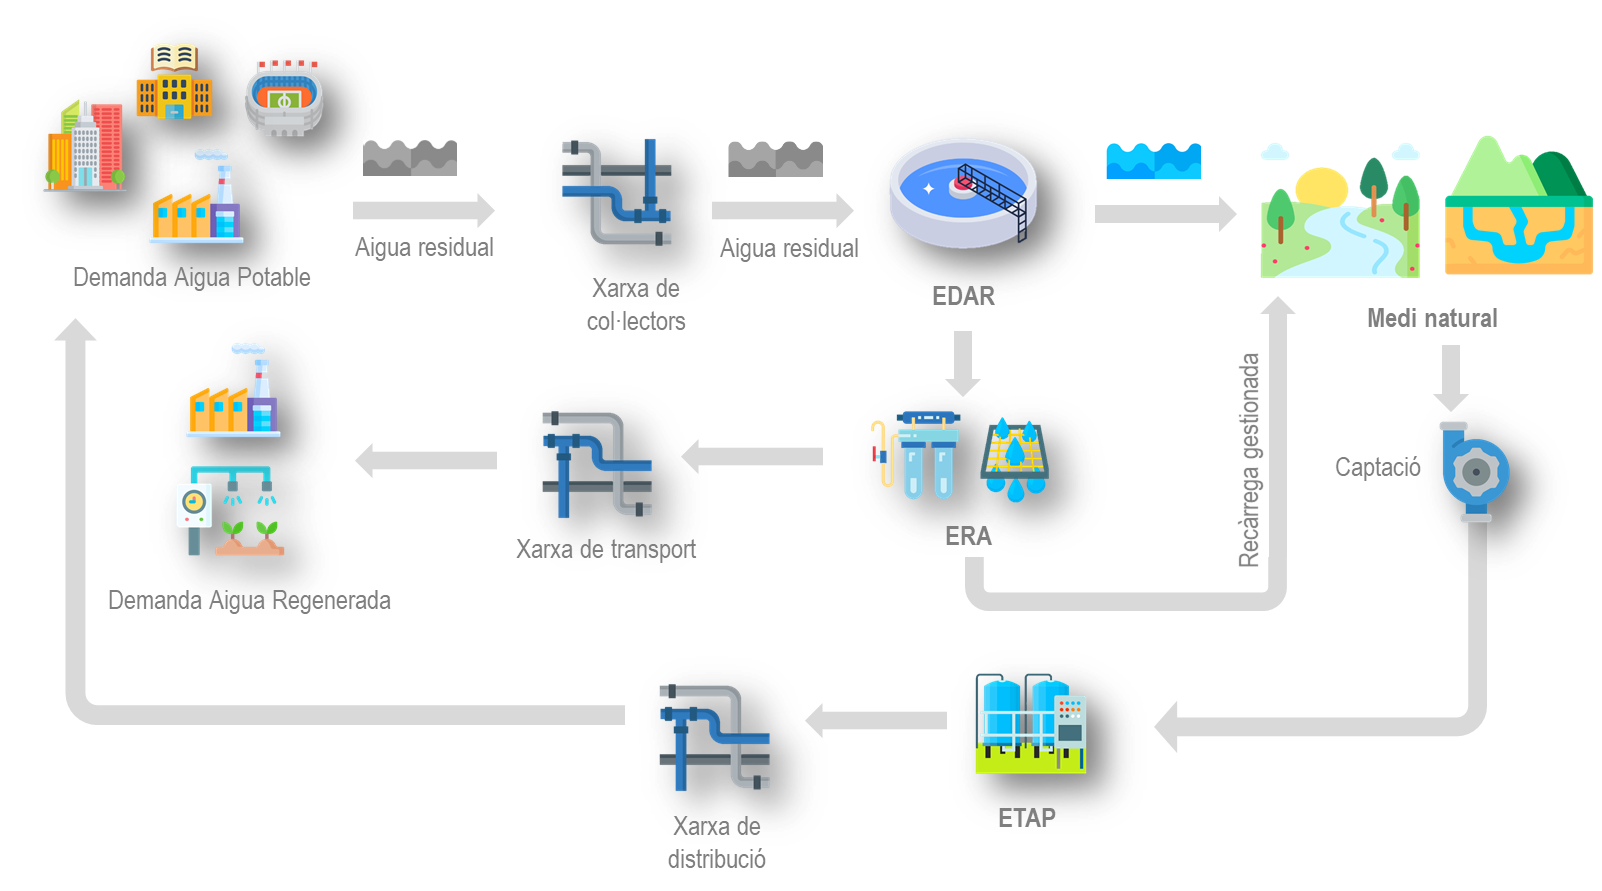 Demanda Aigua Potable
Aigua residual
Xarxa de
col·lectors
Aigua residual
EDAR
Medi natural
Demanda Aigua Regenerada
Xarxa de transport
ERA
Recàrrega gestionada
Captació
Xarxa de
distribució
ETAP